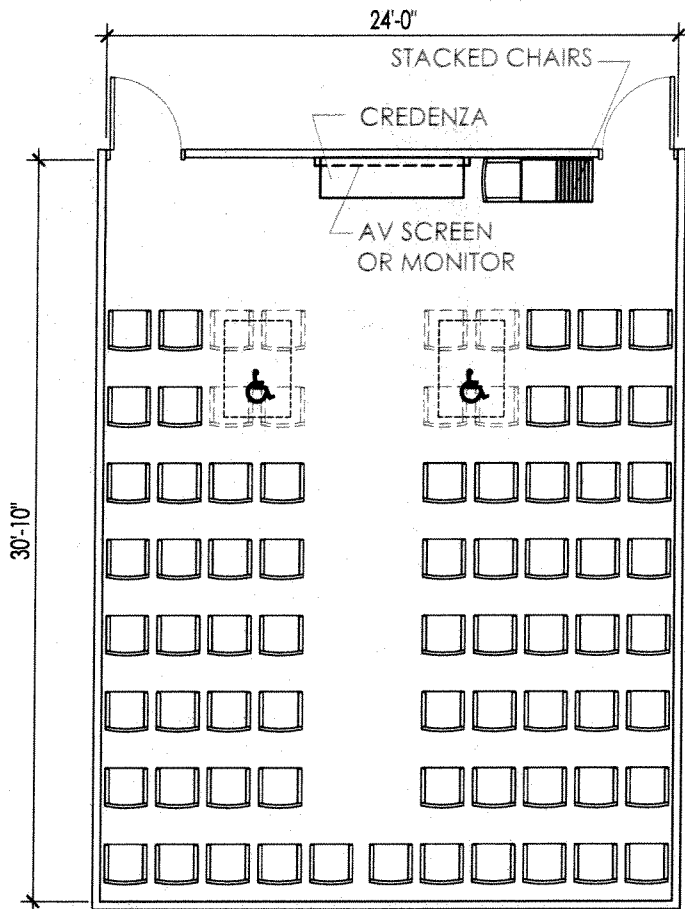 24'-0"
STACKED CHAIRS
CREDENZA
AV SCREEN
OR MONITOR
30'-10"